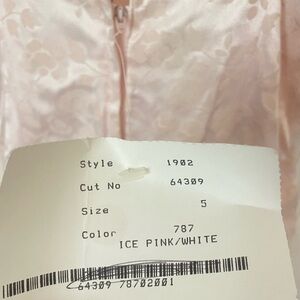 Style 1902
Cut No 64309
Size 5
Color 787
ICE PINK/WHITE
64309 78702001